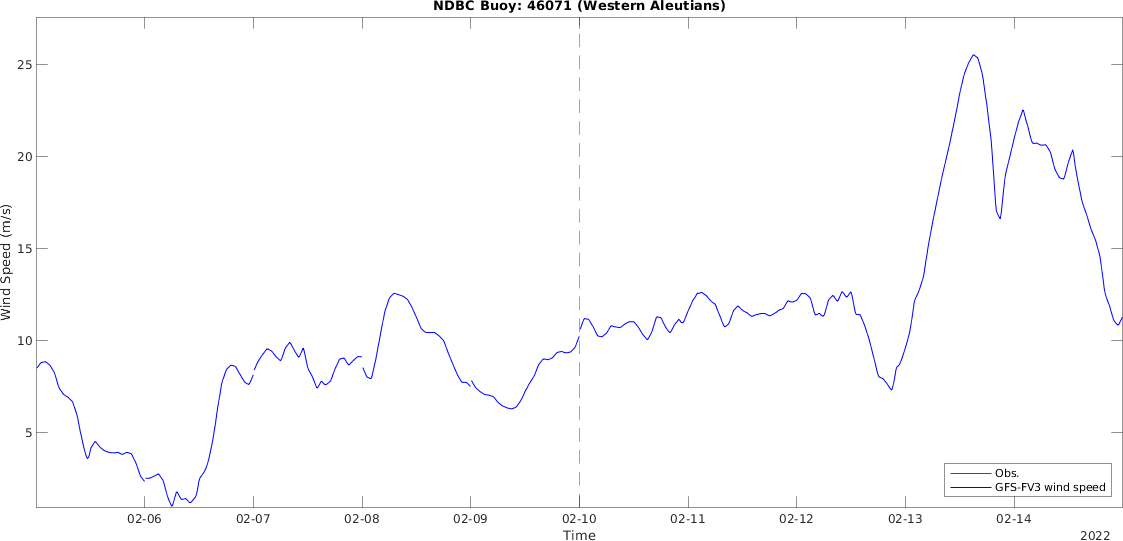 NDBC Buoy: 46071 (Western Aleutians)
25
20
15
10
5
Wind Speed (m/s)
Obs.
GFS-FV3 wind speed
02-06 02-07 02-08 02-09 02-10 02-11 02-12 02-13 02-14
Time
2022